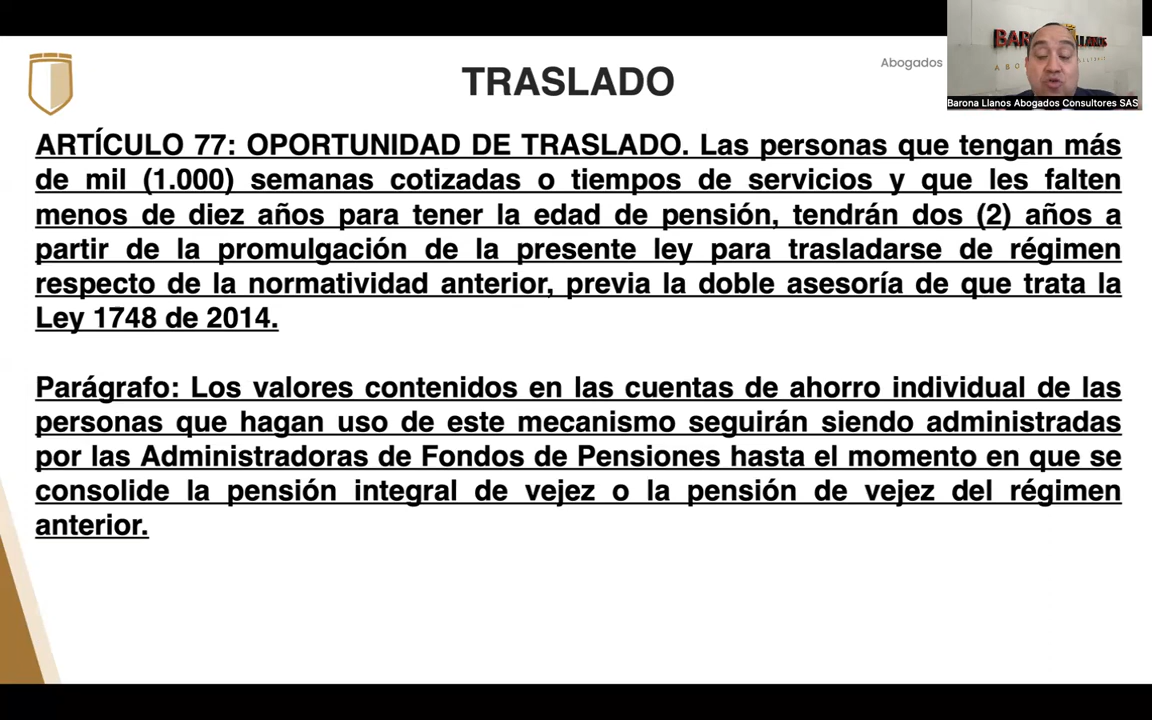 Abogados
BARONA LLANOS
Barona Llanos Abogados Consultores SAS
TRASLADO
ARTÍCULO 77: OPORTUNIDAD DE TRASLADO. Las personas que tengan más
de mil (1.000) semanas cotizadas o tiempos de servicios y que les falten
menos de diez años para tener la edad de pensión, tendrán dos (2) años a
partir de la promulgación de la presente ley para trasladarse de régimen
respecto de la normatividad anterior, previa la doble asesoría de que trata la
Ley 1748 de 2014.
Parágrafo: Los valores contenidos en las cuentas de ahorro individual de las
personas que hagan uso de este mecanismo seguirán siendo administradas
por las Administradoras de Fondos de Pensiones hasta el momento en que se
consolide la pensión integral de vejez o la pensión de vejez del régimen
anterior.